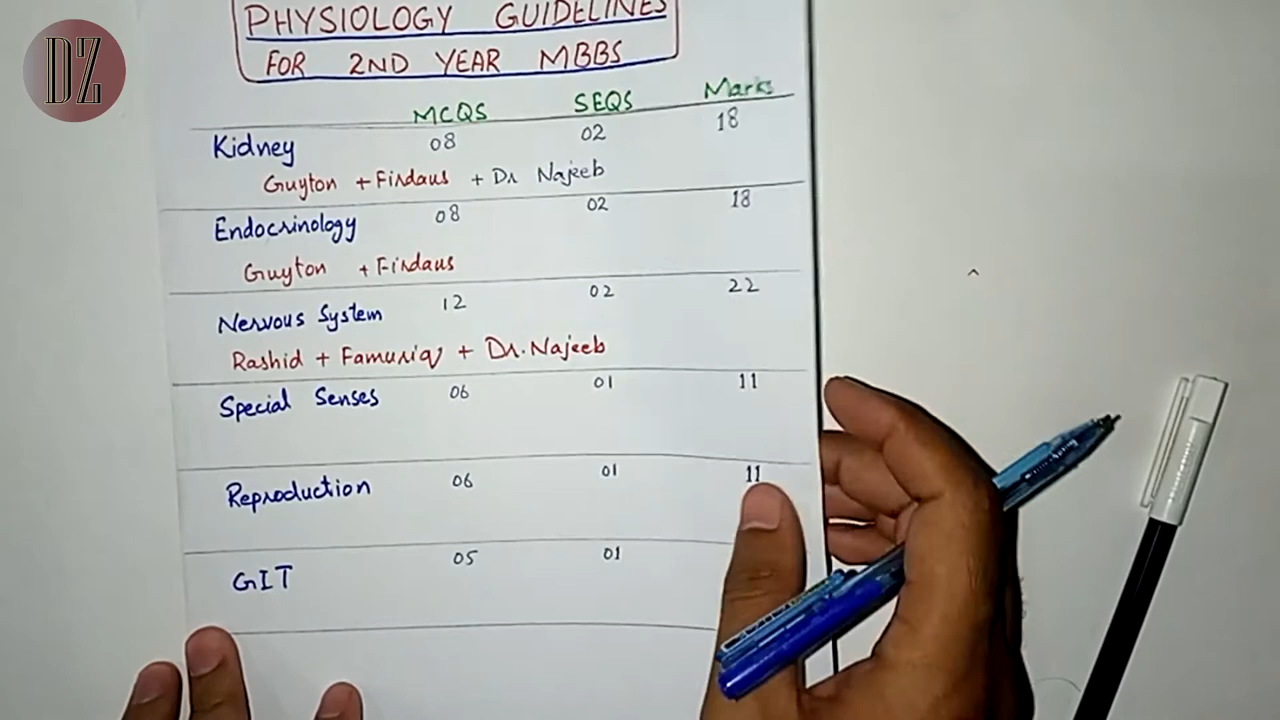 DZ
PHYSIOLOGY GUIDELINES
FOR 2ND YEAR MBBS
MCQS SEQS Marks
Kidney 08 02 18
Guyton + Firdaus + Dr Najeeb
Endocrinology 08 02 18
Guyton + Firdaus
Nervous System 12 02 22
Rashid + Famuriq + Dr. Najeeb
Special Senses 06 01 11
Reproduction 06 01 11
GIT 05 01